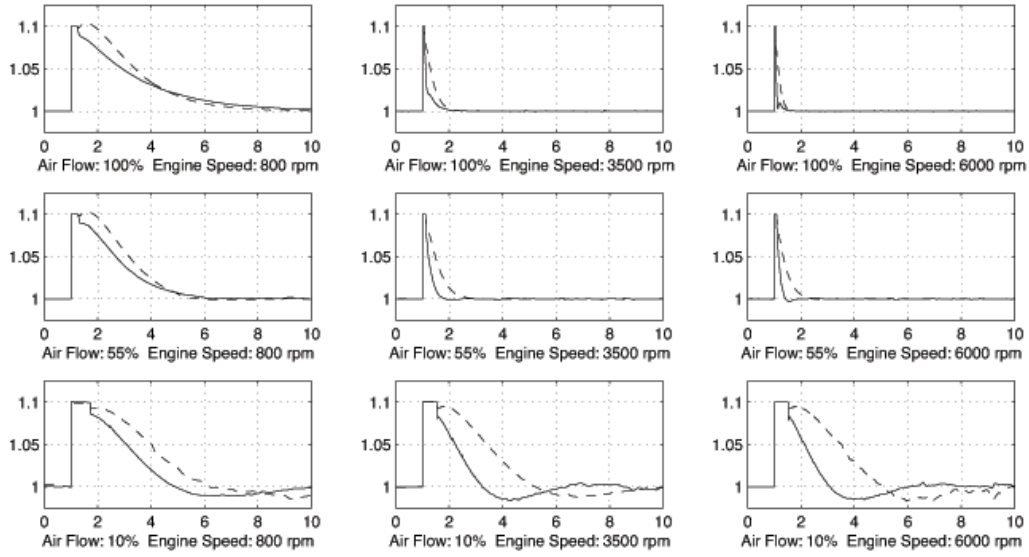 1.1 1.1 1.1
1.05 1.05 1.05
1 1 1
0 2 4 6 8 10 0 2 4 6 8 10 0 2 4 6 8 10
Air Flow: 100% Engine Speed: 800 rpm Air Flow: 100% Engine Speed: 3500 rpm Air Flow: 100% Engine Speed: 6000 rpm
1.1 1.1 1.1
1.05 1.05 1.05
1 1 1
0 2 4 6 8 10 0 2 4 6 8 10 0 2 4 6 8 10
Air Flow: 55% Engine Speed: 800 rpm Air Flow: 55% Engine Speed: 3500 rpm Air Flow: 55% Engine Speed: 6000 rpm
1.1 1.1 1.1
1.05 1.05 1.05
1 1 1
0 2 4 6 8 10 0 2 4 6 8 10 0 2 4 6 8 10
Air Flow: 10% Engine Speed: 800 rpm Air Flow: 10% Engine Speed: 3500 rpm Air Flow: 10% Engine Speed: 6000 rpm